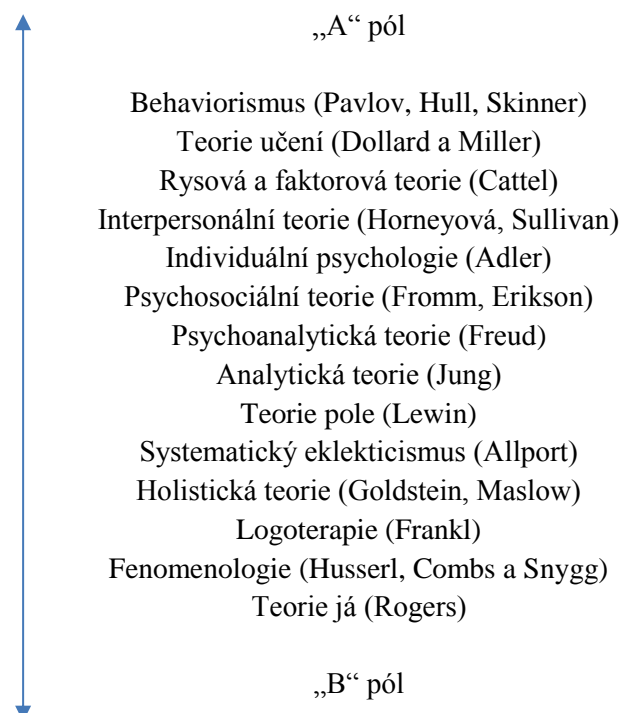 ,,A“ pól
Behaviorismus (Pavlov, Hull, Skinner)
Teorie učení (Dollard a Miller)
Rysová a faktorová teorie (Cattel)
Interpersonální teorie (Horneyová, Sullivan)
Individuální psychologie (Adler)
Psychosociální teorie (Fromm, Erikson)
Psychoanalytická teorie (Freud)
Analytická teorie (Jung)
Teorie pole (Lewin)
Systematický eklekticismus (Allport)
Holistická teorie (Goldstein, Maslow)
Logoterapie (Frankl)
Fenomenologie (Husserl, Combs a Snygg)
Teorie já (Rogers)
,,B“ pól